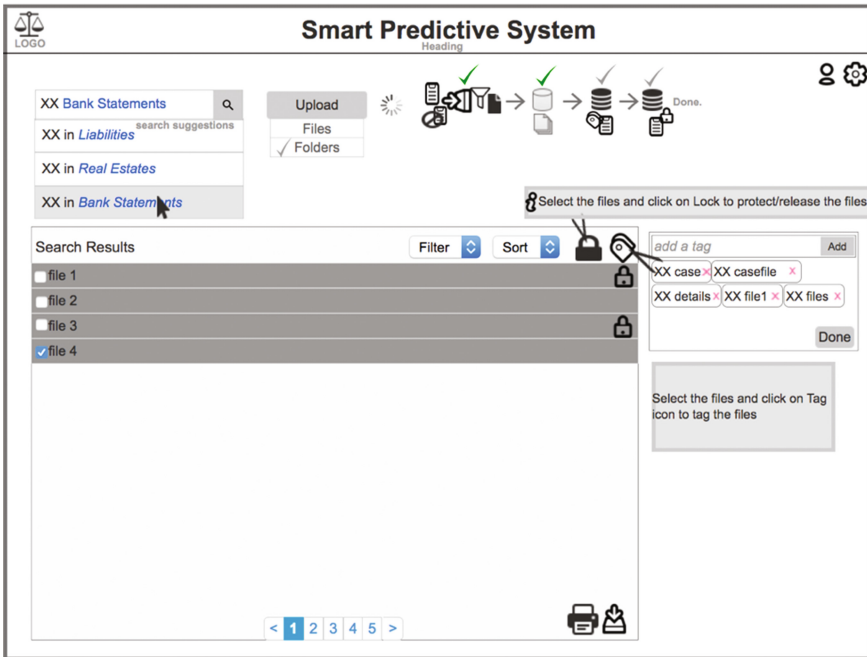 Smart Predictive System
Heading
LOGO
XX Bank Statements
search suggestions
XX in Liabilities
XX in Real Estates
XX in Bank Statements
Upload
Files
Folders
Done.
Select the files and click on Lock to protect/release the files
Search Results
Filter
Sort
file 1
file 2
file 3
file 4
add a tag
Add
XX case x XX casefile x
XX details x XX file1 x XX files x
Done
Select the files and click on Tag
icon to tag the files
< 1 2 3 4 5 >